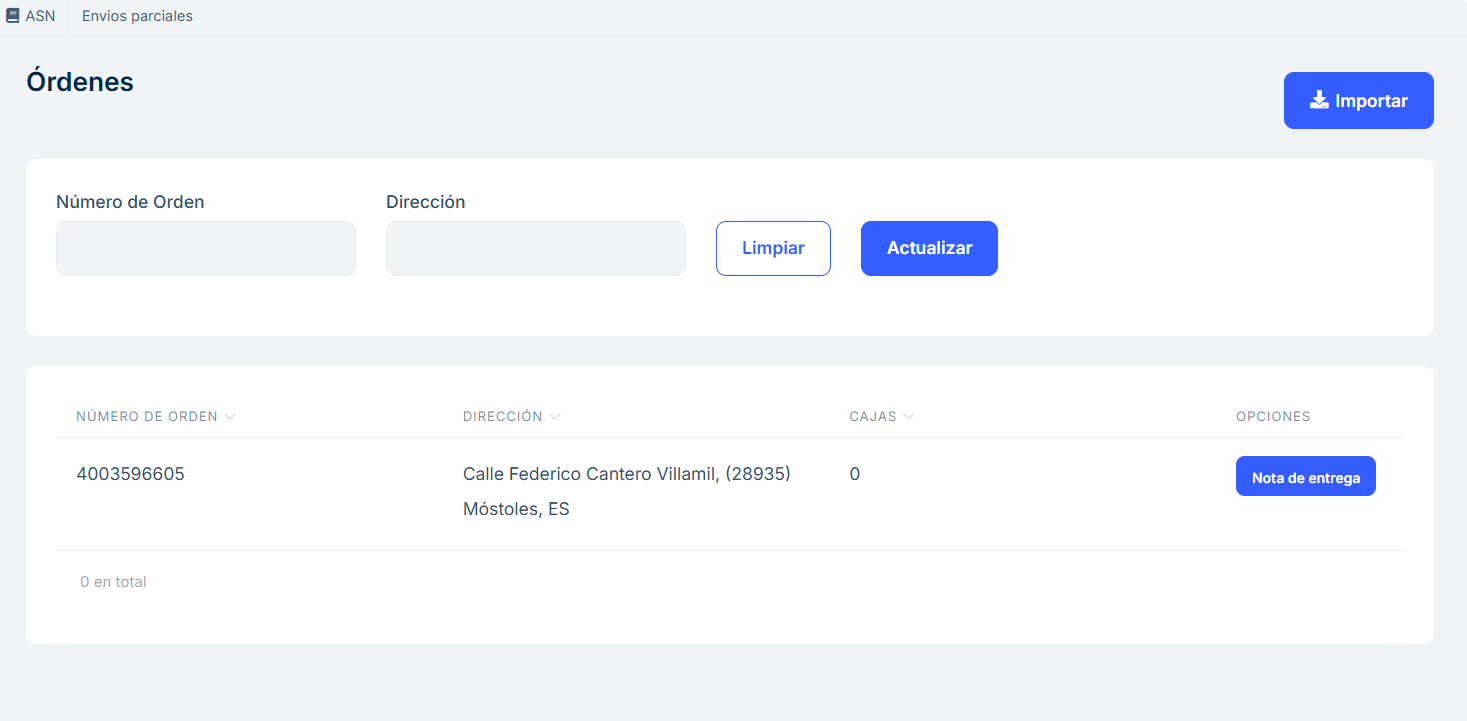 ASN Envios parciales
Órdenes
Importar
Número de Orden Dirección
Limpiar Actualizar
NÚMERO DE ORDEN DIRECCIÓN CAJAS OPCIONES
4003596605 Calle Federico Cantero Villamil, (28935) 0 Nota de entrega
Móstoles, ES
0 en total